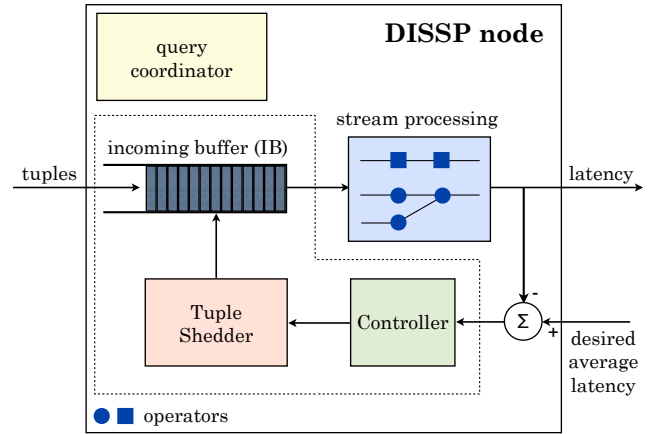 DISSP node
query
coordinator
stream processing
incoming buffer (IB)
tuples
latency
Tuple
Shedder
Controller
Σ
-
+
desired
average
latency
operators